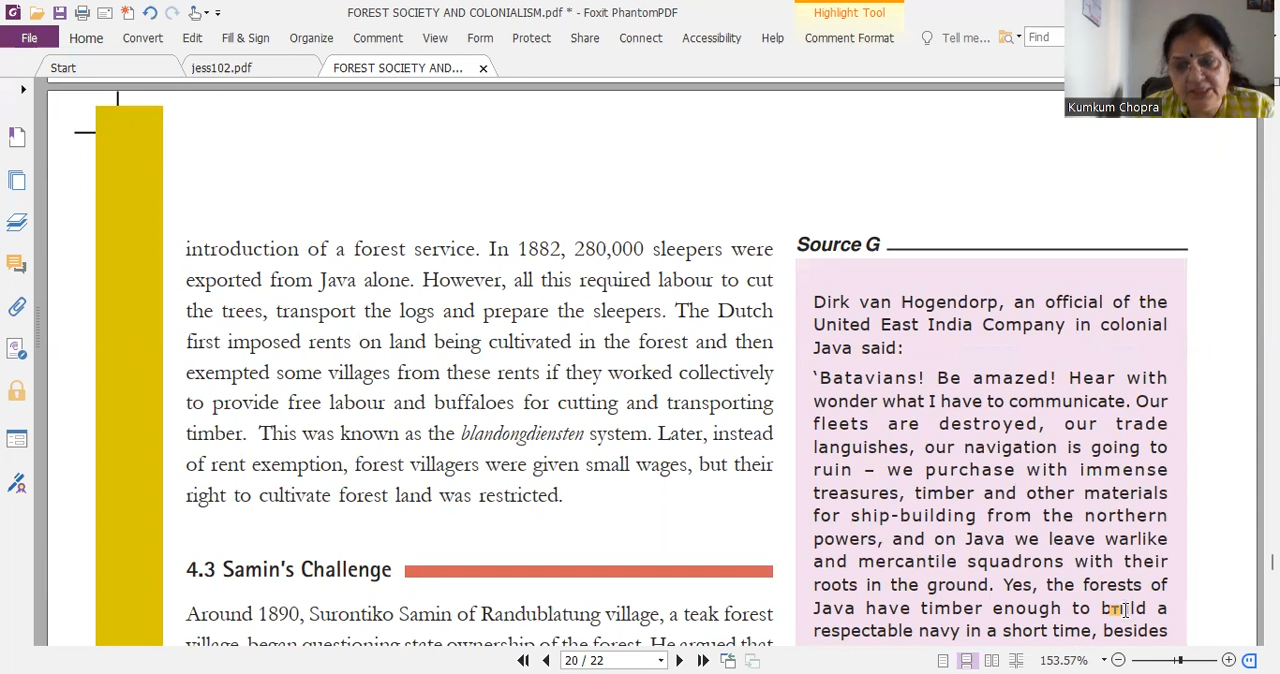 FOREST SOCIETY AND COLONIALISM.pdf * - Foxit PhantomPDF
Highlight Tool
File Home Convert Edit Fill & Sign Organize Comment View Form Protect Share Connect Accessibility Help Comment Format Tell me... Find
Start jess102.pdf FOREST SOCIETY AND...
Kumkum Chopra
introduction of a forest service. In 1882, 280,000 sleepers were
exported from Java alone. However, all this required labour to cut
the trees, transport the logs and prepare the sleepers. The Dutch
first imposed rents on land being cultivated in the forest and then
exempted some villages from these rents if they worked collectively
to provide free labour and buffaloes for cutting and transporting
timber. This was known as the blandongdiensten system. Later, instead
of rent exemption, forest villagers were given small wages, but their
right to cultivate forest land was restricted.
4.3 Samin's Challenge
Around 1890, Surontiko Samin of Randublatung village, a teak forest
village, began questioning state ownership of the forest. He argued that
Source G
Dirk van Hogendorp, an official of the
United East India Company in colonial
Java said:
'Batavians! Be amazed! Hear with
wonder what I have to communicate. Our
fleets are destroyed, our trade
languishes, our navigation is going to
ruin – we purchase with immense
treasures, timber and other materials
for ship-building from the northern
powers, and on Java we leave warlike
and mercantile squadrons with their
roots in the ground. Yes, the forests of
Java have timber enough to build a
respectable navy in a short time, besides
20 / 22
153.57%